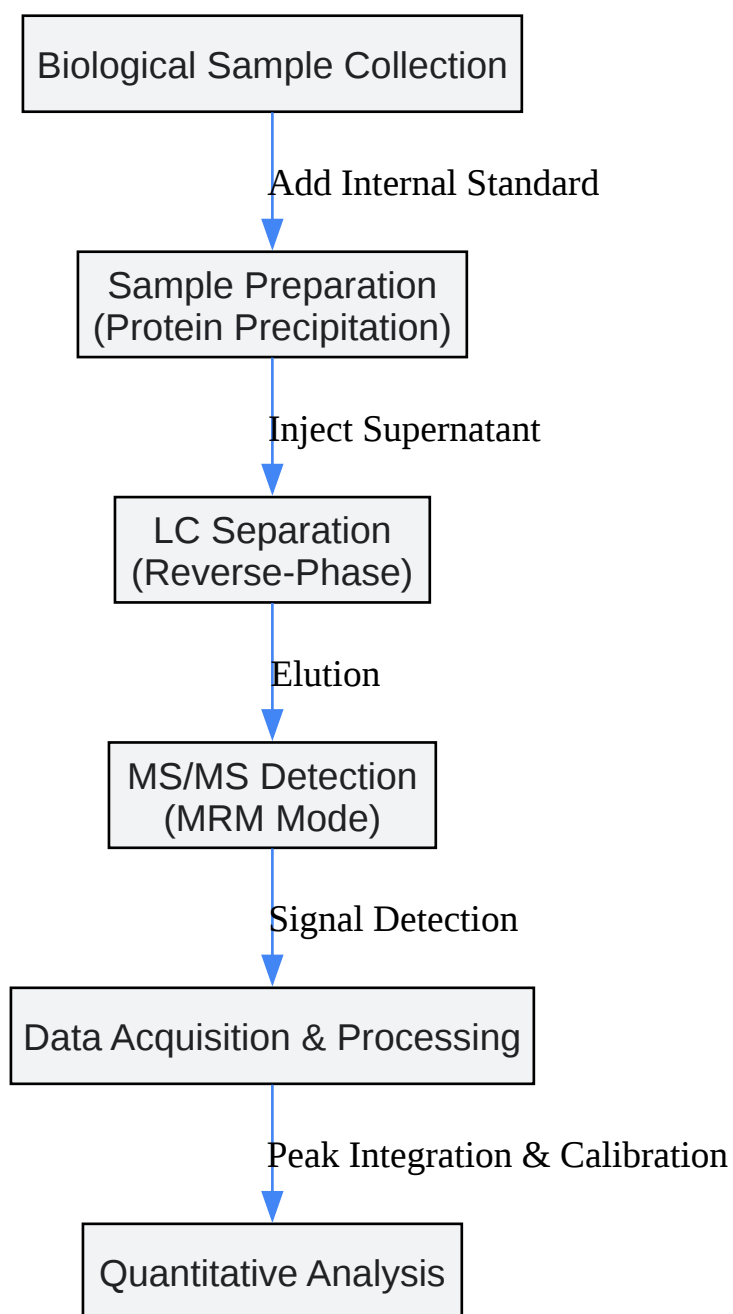 Biological Sample Collection
Add Internal Standard
Sample Preparation
(Protein Precipitation)
Inject Supernatant
LC Separation
(Reverse-Phase)
Elution
MS/MS Detection
(MRM Mode)
Signal Detection
Data Acquisition & Processing
Peak Integration & Calibration
Quantitative Analysis